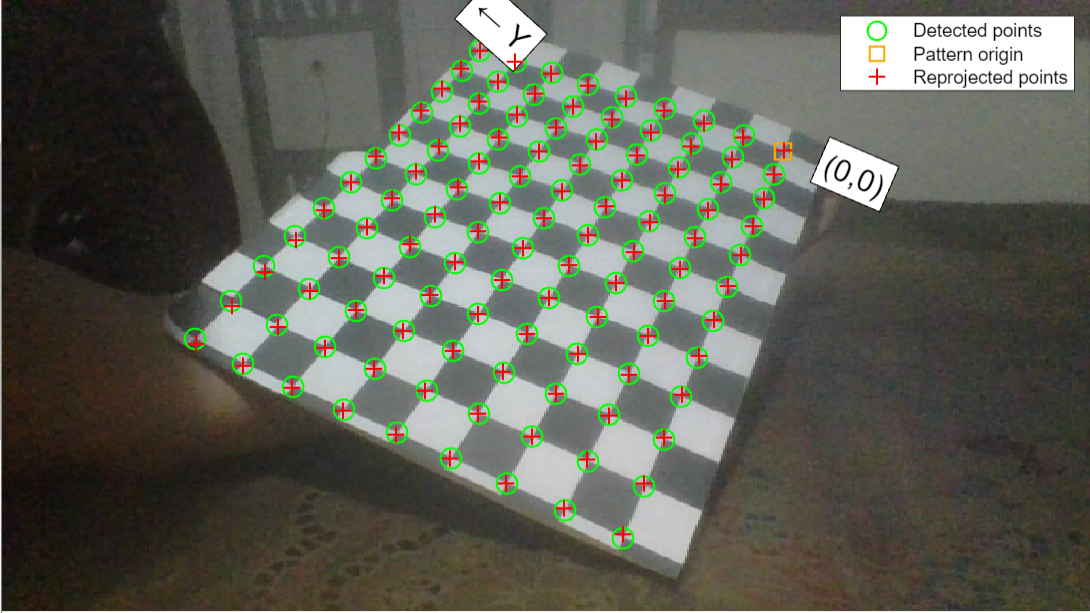 ← Y
Detected points
Pattern origin
Reprojected points
(0,0)